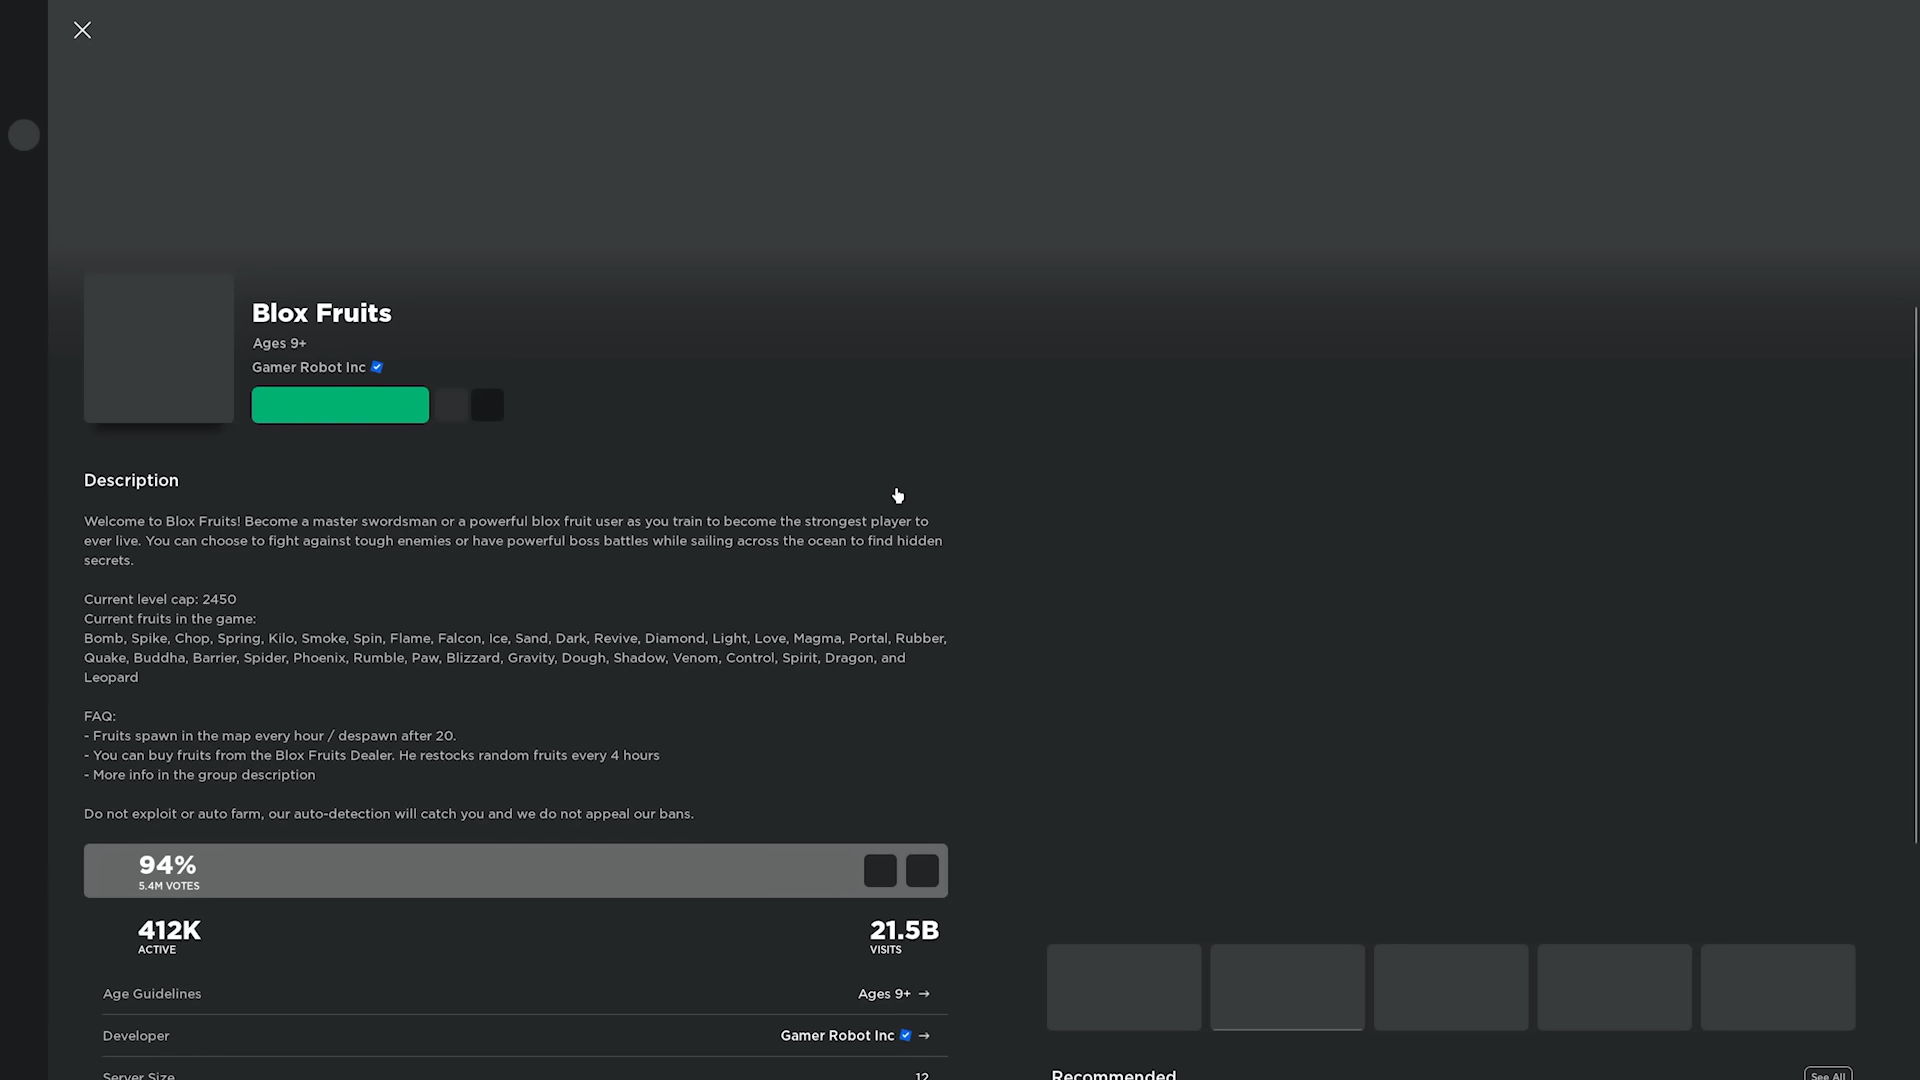 Blox Fruits
Ages 9+
Gamer Robot Inc
Description
Welcome to Blox Fruits! Become a master swordsman or a powerful blox fruit user as you train to become the strongest player to
ever live. You can choose to fight against tough enemies or have powerful boss battles while sailing across the ocean to find hidden
secrets.
Current level cap: 2450
Current fruits in the game:
Bomb, Spike, Chop, Spring, Kilo, Smoke, Spin, Flame, Falcon, Ice, Sand, Dark, Revive, Diamond, Light, Love, Magma, Portal, Rubber,
Quake, Buddha, Barrier, Spider, Phoenix, Rumble, Paw, Blizzard, Gravity, Dough, Shadow, Venom, Control, Spirit, Dragon, and
Leopard
FAQ:
- Fruits spawn in the map every hour / despawn after 20.
- You can buy fruits from the Blox Fruits Dealer. He restocks random fruits every 4 hours
- More info in the group description
Do not exploit or auto farm, our auto-detection will catch you and we do not appeal our bans.
94%
5.4M VOTES
412K
ACTIVE
21.5B
VISITS
Age Guidelines
Ages 9+ →
Developer
Gamer Robot Inc →
Server Size
12
Recommended
See All